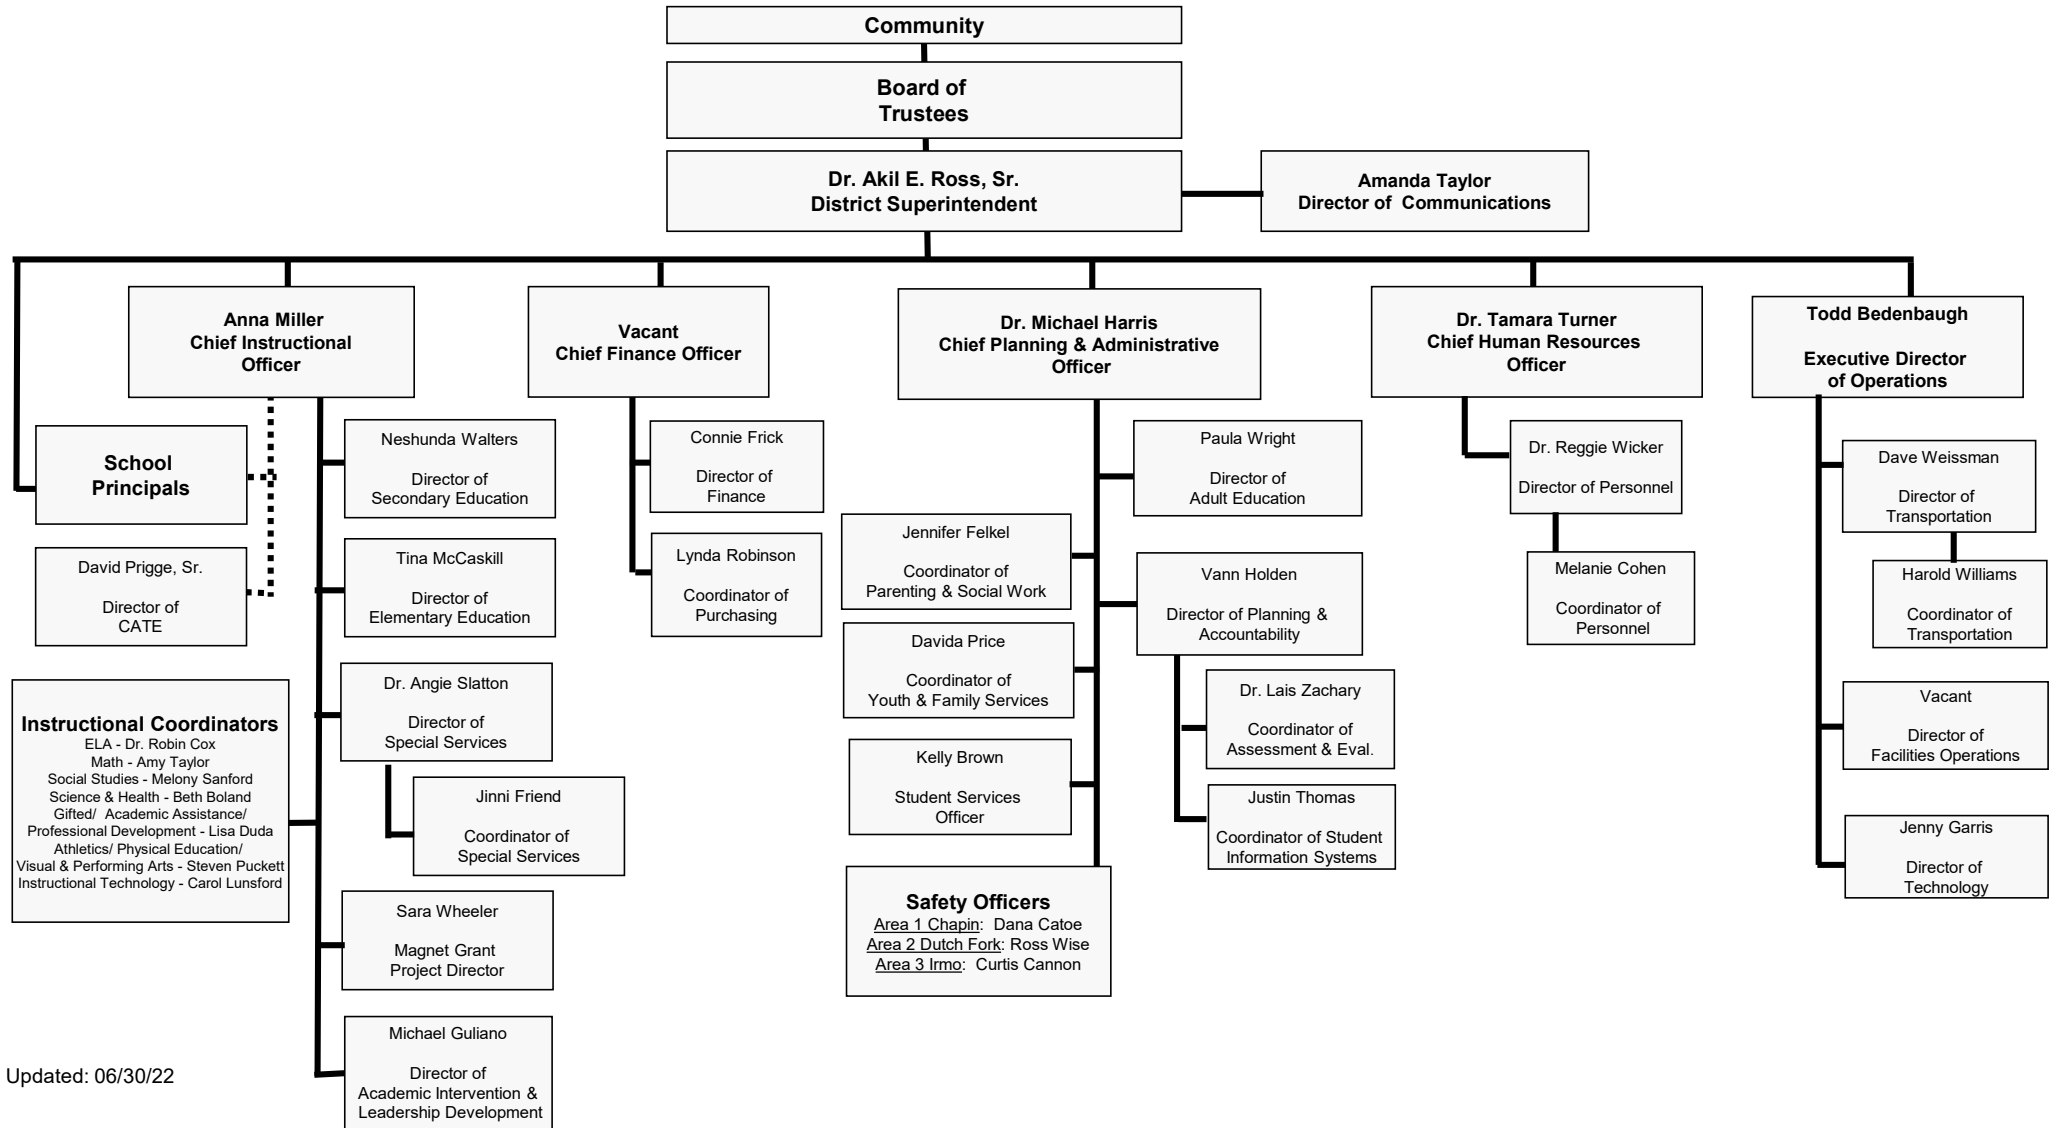 Community
Board of
Trustees
Dr. Akil E. Ross, Sr.
District Superintendent
Amanda Taylor
Director of  Communications
Anna Miller
Chief Instructional
Officer
Vacant
Chief Finance Officer
Dr. Michael Harris
Chief Planning & Administrative
Officer
Dr. Tamara Turner
Chief Human Resources
Officer
Todd Bedenbaugh
Executive Director
of Operations
School
Principals
David Prigge, Sr.
Director of
CATE
Instructional Coordinators
ELA - Dr. Robin Cox
Math - Amy Taylor
Social Studies - Melony Sanford
Science & Health - Beth Boland
Gifted/  Academic Assistance/
Professional Development - Lisa Duda
Athletics/ Physical Education/
Visual & Performing Arts - Steven Puckett
Instructional Technology - Carol Lunsford
Neshunda Walters
Director of
Secondary Education
Tina McCaskill
Director of
Elementary Education
Dr. Angie Slatton
Director of
Special Services
Jinni Friend
Coordinator of
Special Services
Sara Wheeler
Magnet Grant
Project Director
Michael Guliano
Director of
Academic Intervention &
Leadership Development
Connie Frick
Director of
Finance
Lynda Robinson
Coordinator of
Purchasing
Jennifer Felkel
Coordinator of
Parenting & Social Work
Davida Price
Coordinator of
Youth & Family Services
Kelly Brown
Student Services
Officer
Safety Officers
Area 1 Chapin:  Dana Catoe
Area 2 Dutch Fork: Ross Wise
Area 3 Irmo:  Curtis Cannon
Paula Wright
Director of
Adult Education
Vann Holden
Director of Planning &
Accountability
Dr. Lais Zachary
Coordinator of
Assessment & Eval.
Justin Thomas
Coordinator of Student
Information Systems
Dr. Reggie Wicker
Director of Personnel
Melanie Cohen
Coordinator of
Personnel
Dave Weissman
Director of
Transportation
Harold Williams
Coordinator of
Transportation
Vacant
Director of
Facilities Operations
Jenny Garris
Director of
Technology
Updated: 06/30/22